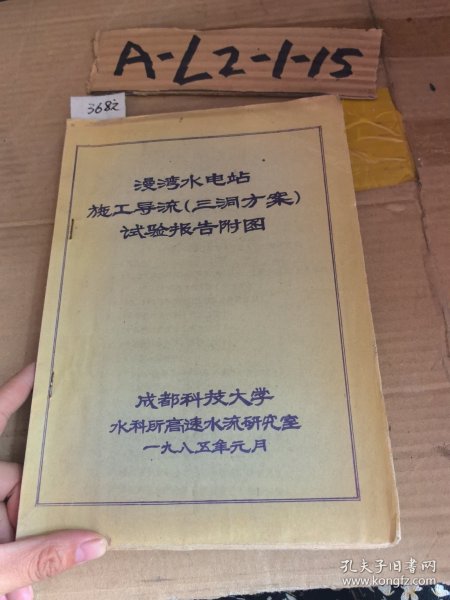 A-L2-1-15
3682
漫湾水电站
施工导流(三洞方案)
试验报告附图
成都科技大学
水科所高速水流研究室
一九八五年元月
孔夫子旧书网
www.kongfz.com